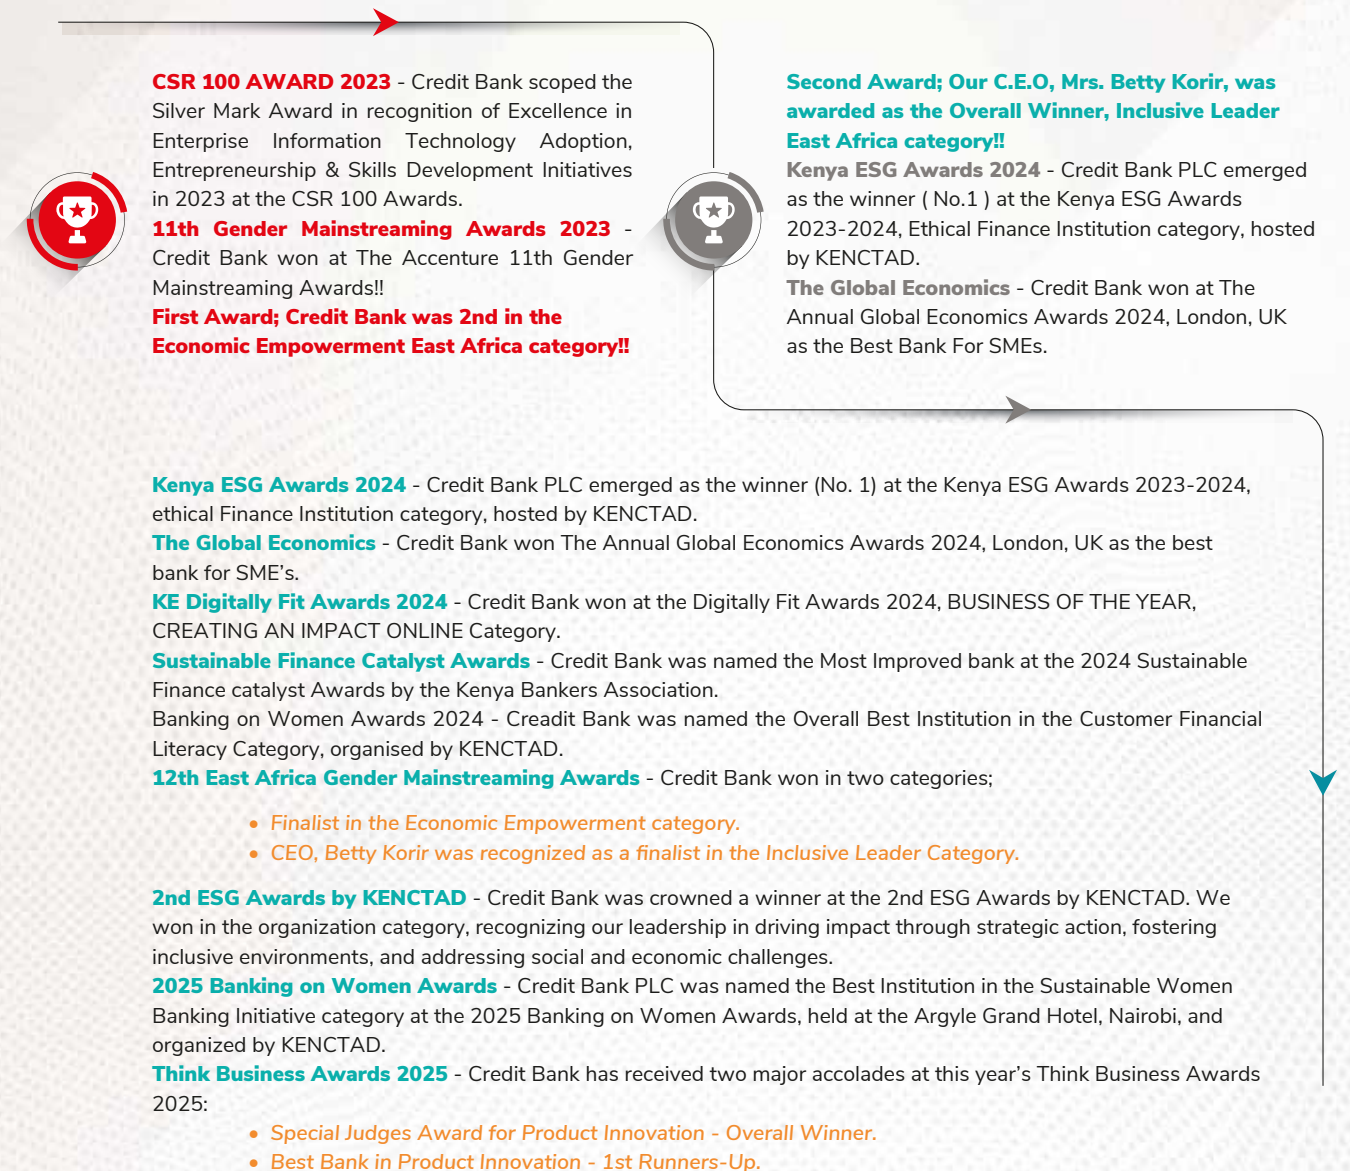 CSR 100 AWARD 2023 - Credit Bank scoped the
Silver Mark Award in recognition of Excellence in
Enterprise Information Technology Adoption,
Entrepreneurship & Skills Development Initiatives
in 2023 at the CSR 100 Awards.
11th Gender Mainstreaming Awards 2023 -
Credit Bank won at The Accenture 11th Gender
Mainstreaming Awards!!
First Award; Credit Bank was 2nd in the
Economic Empowerment East Africa category!!
Second Award; Our C.E.O, Mrs. Betty Korir, was
awarded as the Overall Winner, Inclusive Leader
East Africa category!!
Kenya ESG Awards 2024 - Credit Bank PLC emerged
as the winner ( No.1 ) at the Kenya ESG Awards
2023-2024, Ethical Finance Institution category, hosted
by KENCTAD.
The Global Economics - Credit Bank won at The
Annual Global Economics Awards 2024, London, UK
as the Best Bank For SMEs.
Kenya ESG Awards 2024 - Credit Bank PLC emerged as the winner (No. 1) at the Kenya ESG Awards 2023-2024,
ethical Finance Institution category, hosted by KENCTAD.
The Global Economics - Credit Bank won The Annual Global Economics Awards 2024, London, UK as the best
bank for SME's.
KE Digitally Fit Awards 2024 - Credit Bank won at the Digitally Fit Awards 2024, BUSINESS OF THE YEAR,
CREATING AN IMPACT ONLINE Category.
Sustainable Finance Catalyst Awards - Credit Bank was named the Most Improved bank at the 2024 Sustainable
Finance catalyst Awards by the Kenya Bankers Association.
Banking on Women Awards 2024 - Creadit Bank was named the Overall Best Institution in the Customer Financial
Literacy Category, organised by KENCTAD.
12th East Africa Gender Mainstreaming Awards - Credit Bank won in two categories;
• Finalist in the Economic Empowerment category.
• CEO, Betty Korir was recognized as a finalist in the Inclusive Leader Category.
2nd ESG Awards by KENCTAD - Credit Bank was crowned a winner at the 2nd ESG Awards by KENCTAD. We
won in the organization category, recognizing our leadership in driving impact through strategic action, fostering
inclusive environments, and addressing social and economic challenges.
2025 Banking on Women Awards - Credit Bank PLC was named the Best Institution in the Sustainable Women
Banking Initiative category at the 2025 Banking on Women Awards, held at the Argyle Grand Hotel, Nairobi, and
organized by KENCTAD.
Think Business Awards 2025 - Credit Bank has received two major accolades at this year's Think Business Awards
2025:
• Special Judges Award for Product Innovation - Overall Winner.
• Best Bank in Product Innovation - 1st Runners-Up.